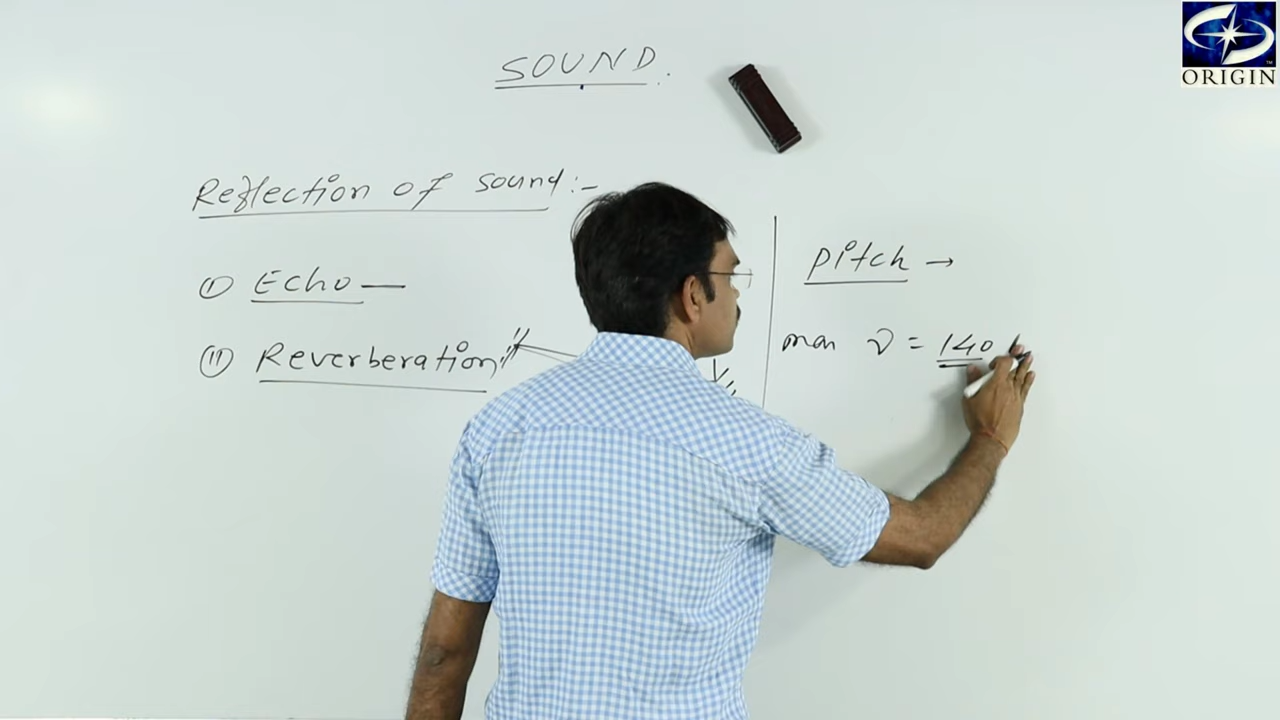 SOUND.
Reflection of sound:-
(i) Echo —
(ii) Reverberation
pitch →
man ν = 140
ORIGIN